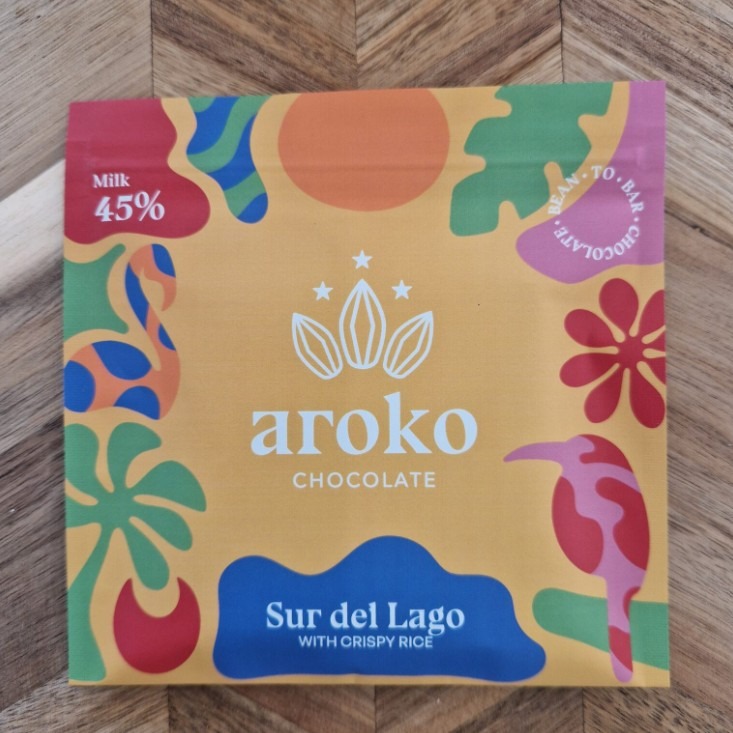 Milk
45%
BEAN · TO · BAR · CHOCOLATE ·
aroko
CHOCOLATE
Sur del Lago
WITH CRISPY RICE